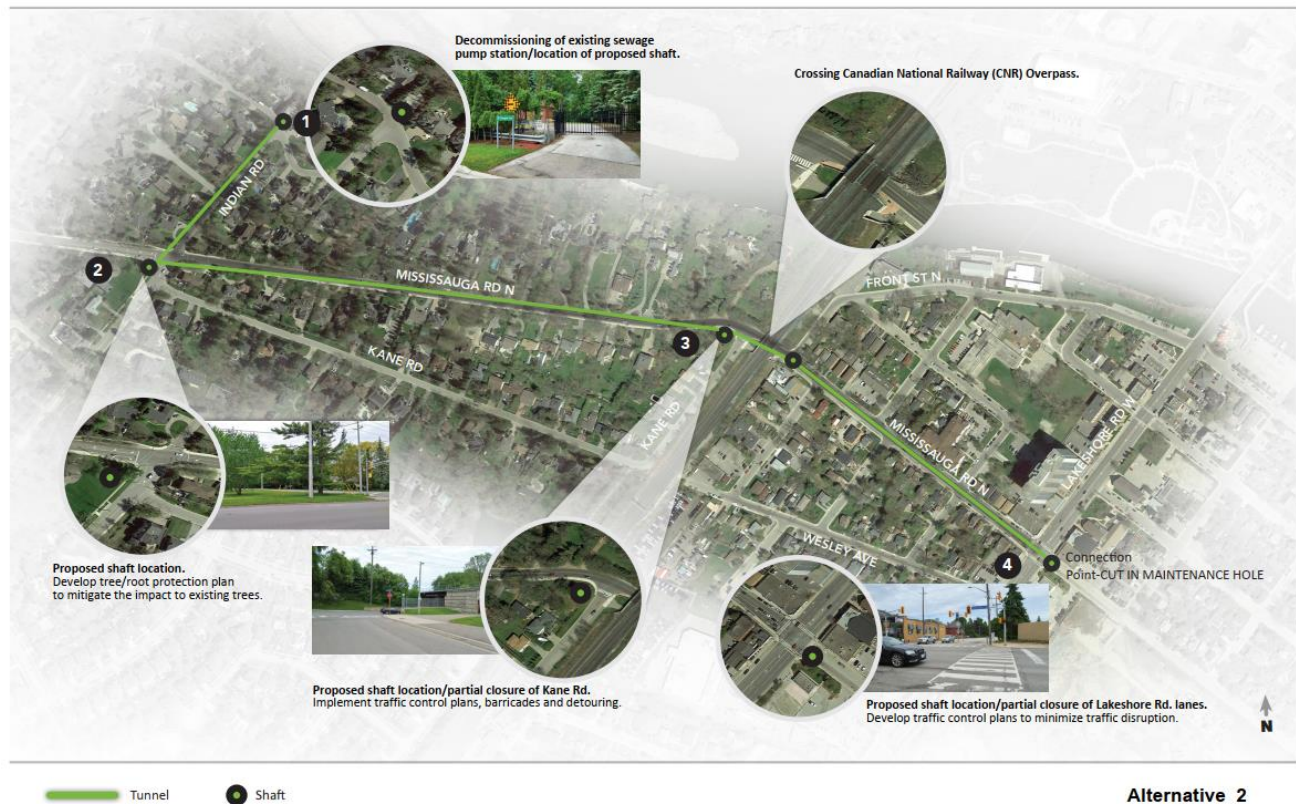 Decommissioning of existing sewage
pump station/location of proposed shaft.
Crossing Canadian National Railway (CNR) Overpass.
1
INDIAN RD
2
MISSISSAUGA RD N
FRONT ST N
3
KANE RD
KANE RD
MISSISSAUGA RD N
LAKESHORE RD W
WESLEY AVE
4
Connection
Point-CUT IN MAINTENANCE HOLE
Proposed shaft location.
Develop tree/root protection plan
to mitigate the impact to existing trees.
Proposed shaft location/partial closure of Kane Rd.
Implement traffic control plans, barricades and detouring.
Proposed shaft location/partial closure of Lakeshore Rd. lanes.
Develop traffic control plans to minimize traffic disruption.
N
Tunnel
Shaft
Alternative 2